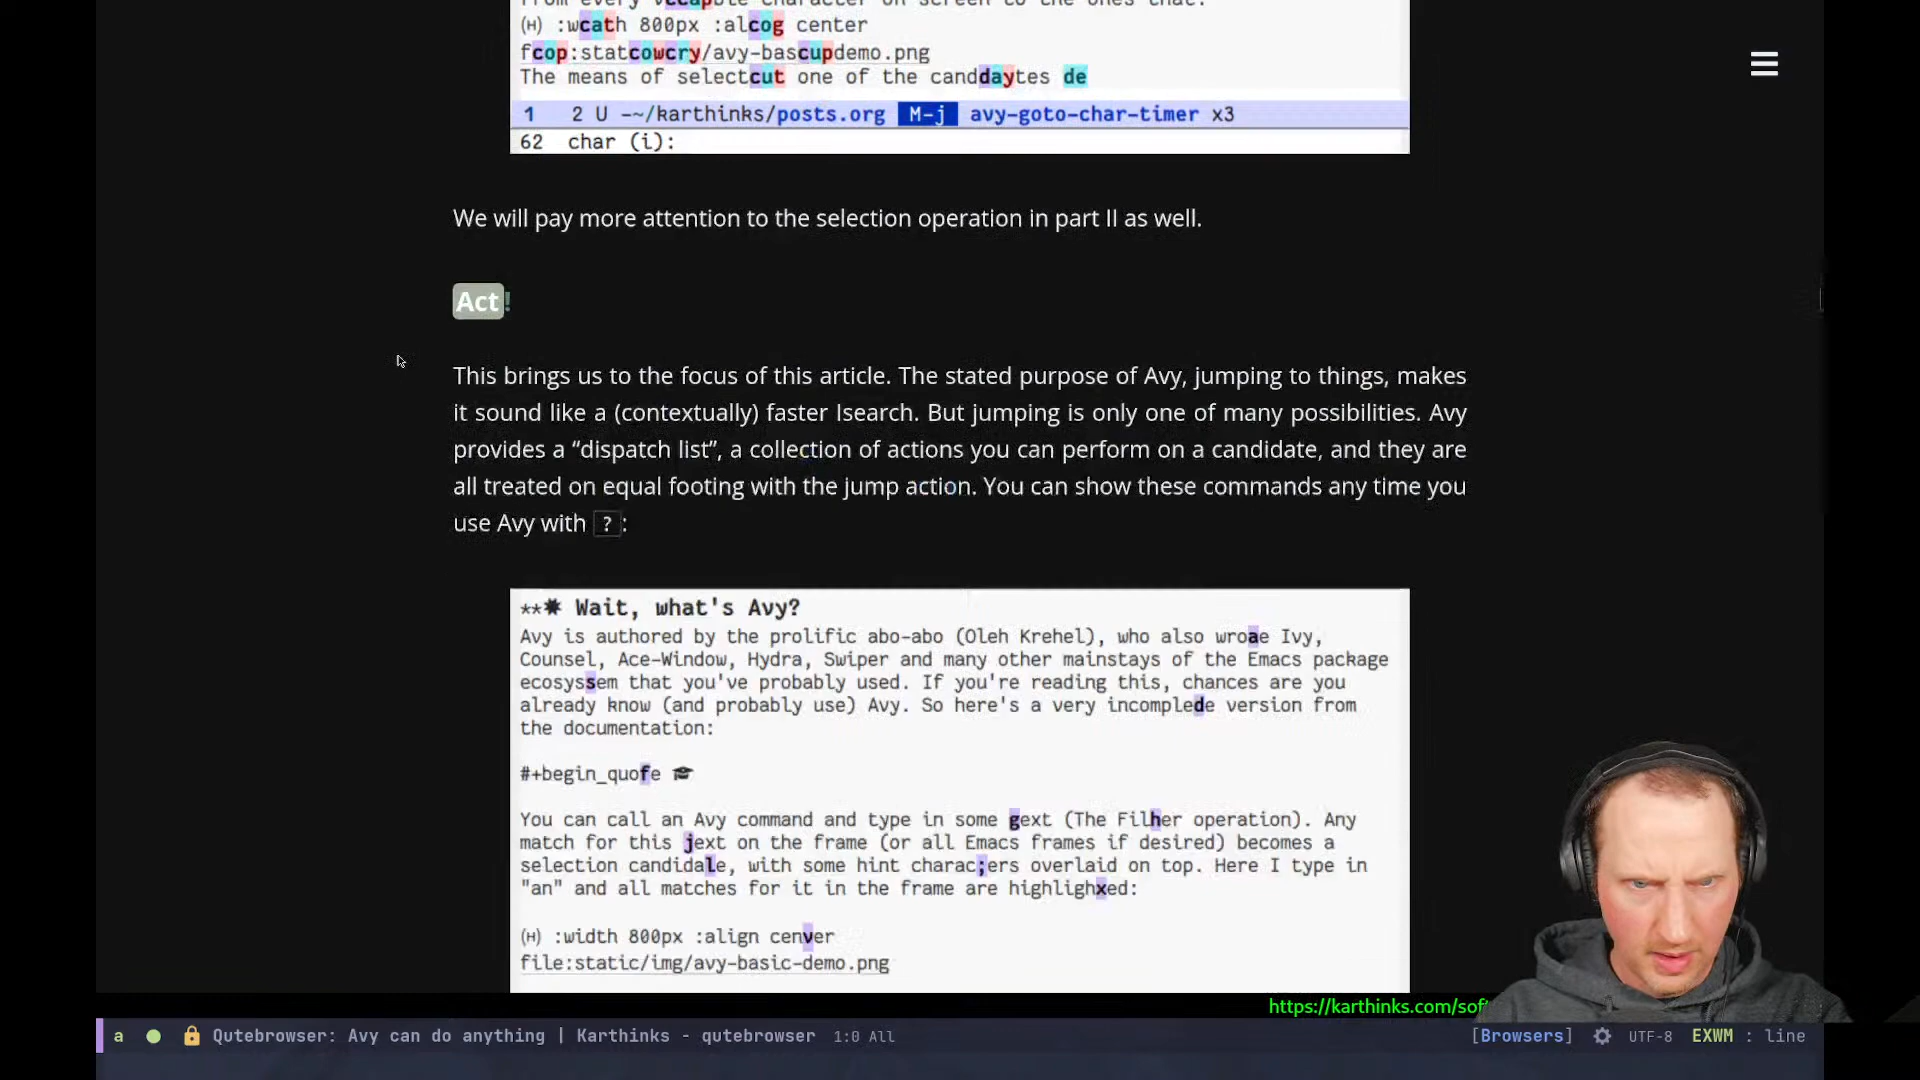 (H) :wcath 800px :alcog center
fcop:statcowcry/avy-bascupdemo.png
The means of selectcut one of the canddaytes de
1 2 U -~/karthinks/posts.org M-j avy-goto-char-timer x3
62 char (i):
We will pay more attention to the selection operation in part II as well.
Act!
This brings us to the focus of this article. The stated purpose of Avy, jumping to things, makes
it sound like a (contextually) faster Isearch. But jumping is only one of many possibilities. Avy
provides a “dispatch list”, a collection of actions you can perform on a candidate, and they are
all treated on equal footing with the jump action. You can show these commands any time you
use Avy with ? :
**✸ Wait, what's Avy?
Avy is authored by the prolific abo-abo (Oleh Krehel), who also wroae Ivy,
Counsel, Ace-Window, Hydra, Swiper and many other mainstays of the Emacs package
ecosyssem that you've probably used. If you're reading this, chances are you
already know (and probably use) Avy. So here's a very incomplede version from
the documentation:
#+begin_quofe
You can call an Avy command and type in some gext (The Filher operation). Any
match for this jext on the frame (or all Emacs frames if desired) becomes a
selection candidale, with some hint charac;ers overlaid on top. Here I type in
"an" and all matches for it in the frame are highlighxed:
(H) :width 800px :align cenver
file:static/img/avy-basic-demo.png
https://karthinks.com/sof
a Qutebrowser: Avy can do anything | Karthinks - qutebrowser 1:0 All [Browsers] UTF-8 EXWM : line